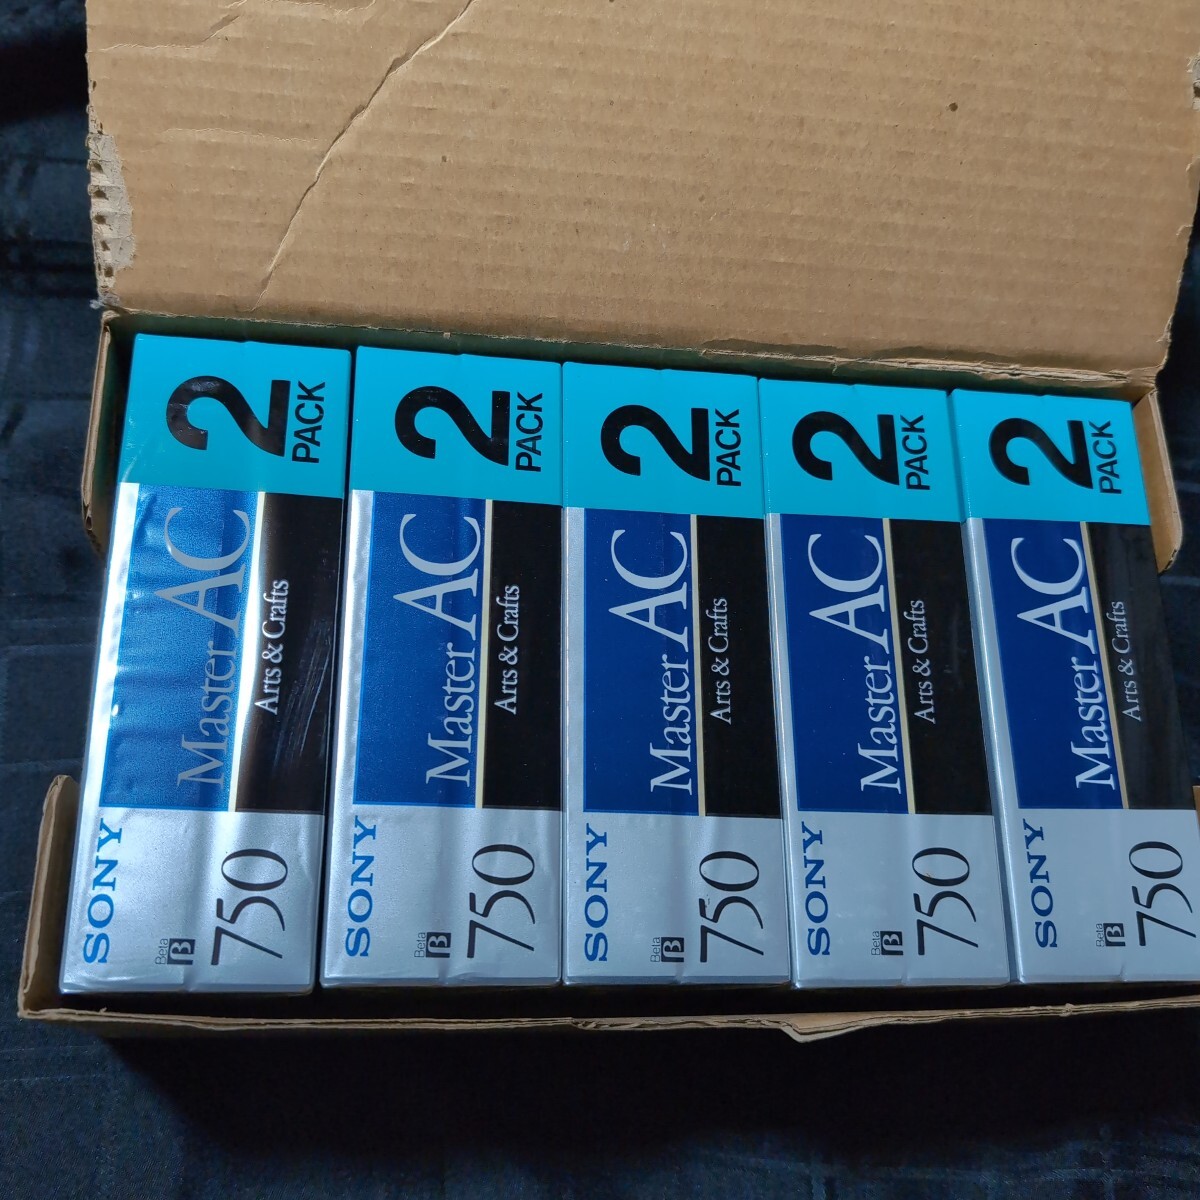 2
PACK
Master AC
Arts & Crafts
SONY
Beta
β
750
2
PACK
Master AC
Arts & Crafts
SONY
Beta
β
750
2
PACK
Master AC
Arts & Crafts
SONY
Beta
β
750
2
PACK
Master AC
Arts & Crafts
SONY
Beta
β
750
2
PACK
Master AC
Arts & Crafts
SONY
Beta
β
750